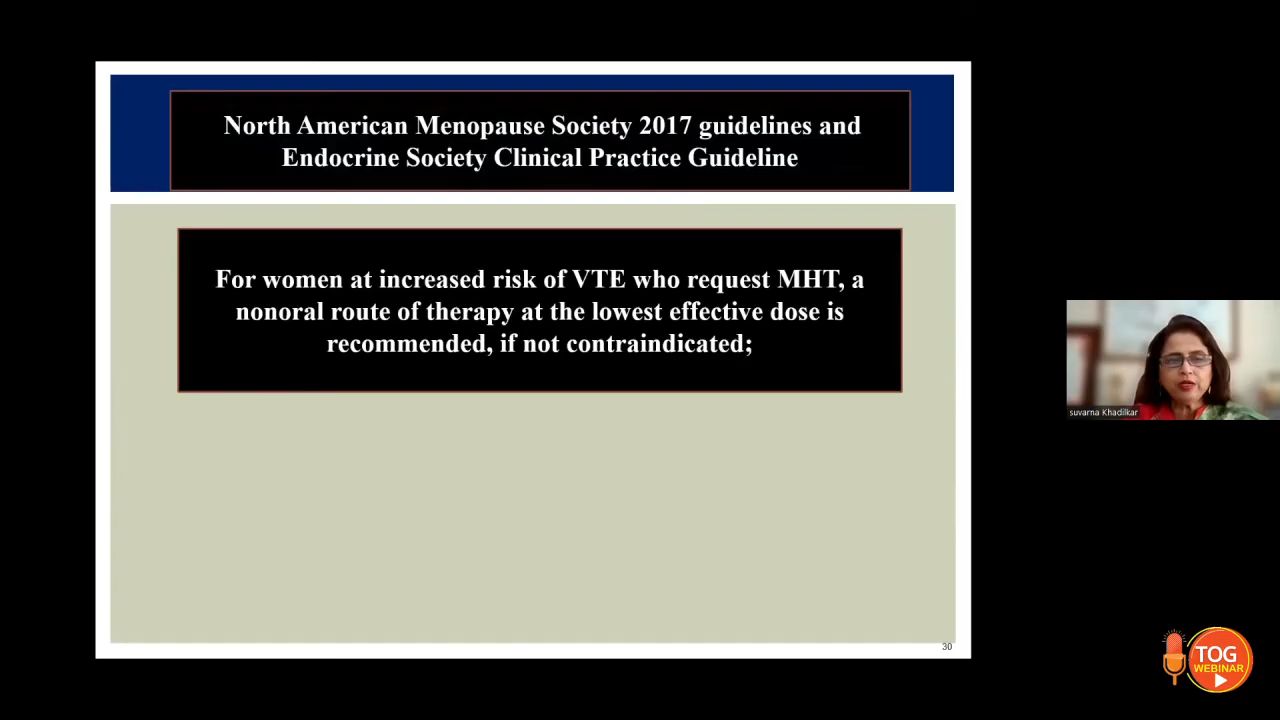 North American Menopause Society 2017 guidelines and
Endocrine Society Clinical Practice Guideline
For women at increased risk of VTE who request MHT, a
nonoral route of therapy at the lowest effective dose is
recommended, if not contraindicated;
suvarna Khadilkar
30
TOG
WEBINAR